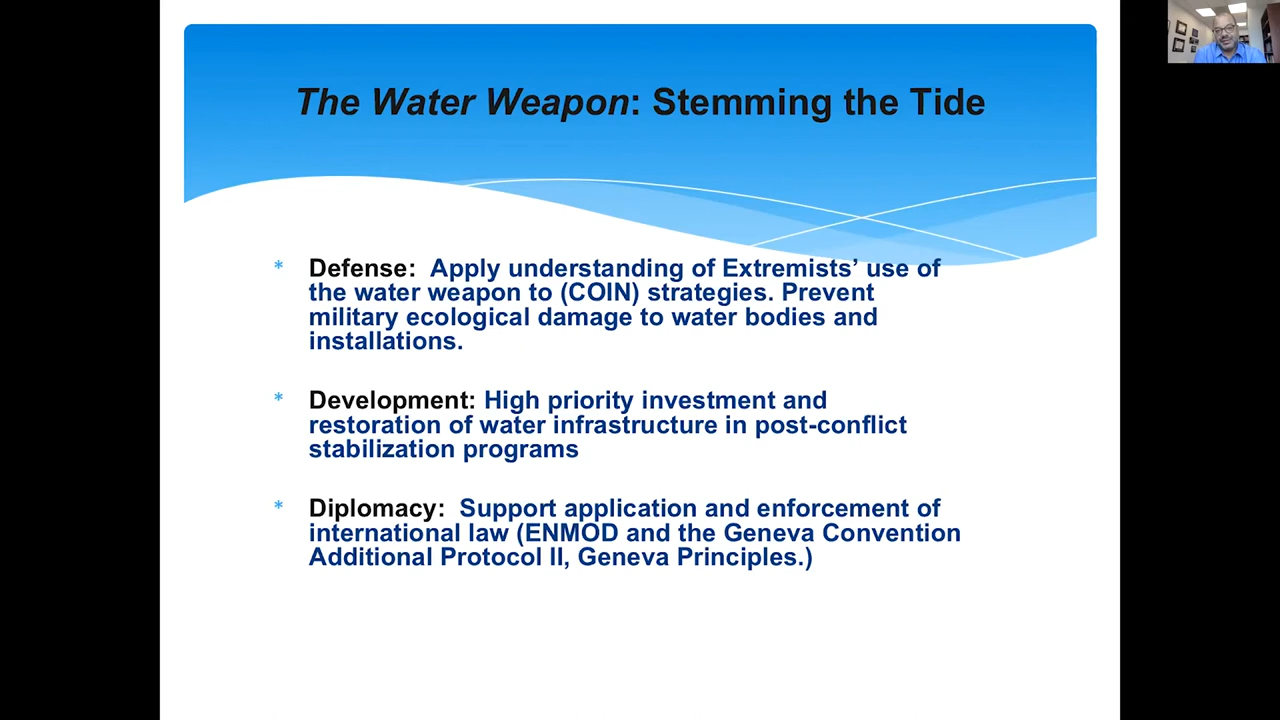 The Water Weapon: Stemming the Tide
* Defense: Apply understanding of Extremists’ use of
the water weapon to (COIN) strategies. Prevent
military ecological damage to water bodies and
installations.
* Development: High priority investment and
restoration of water infrastructure in post-conflict
stabilization programs
* Diplomacy: Support application and enforcement of
international law (ENMOD and the Geneva Convention
Additional Protocol II, Geneva Principles.)